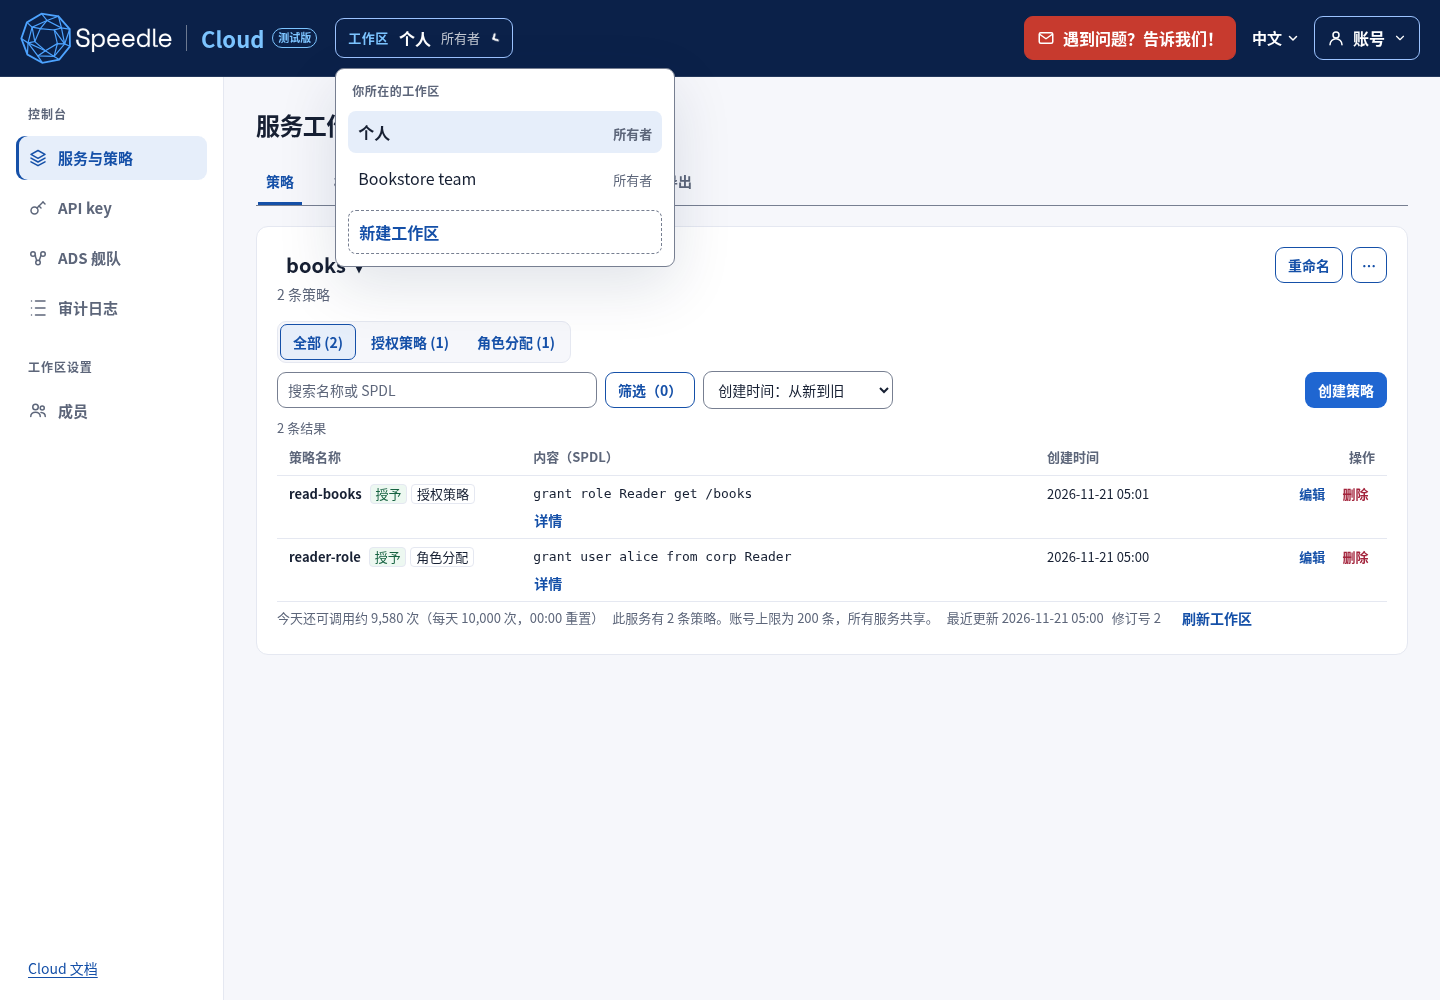 Speedle Cloud 测试版 工作区 个人 所有者 遇到问题？告诉我们！ 中文 账号
你所在的工作区
个人 所有者
Bookstore team 所有者
新建工作区
控制台
服务与策略
API key
ADS 舰队
审计日志
工作区设置
成员
Cloud 文档
服务工
策略 出
books
重命名 ···
2 条策略
全部 (2) 授权策略 (1) 角色分配 (1)
搜索名称或 SPDL 筛选（0） 创建时间：从新到旧 创建策略
2 条结果
策略名称 内容（SPDL） 创建时间 操作
read-books 授予 授权策略 grant role Reader get /books 2026-11-21 05:01 编辑 删除
详情
reader-role 授予 角色分配 grant user alice from corp Reader 2026-11-21 05:00 编辑 删除
详情
今天还可调用约 9,580 次（每天 10,000 次，00:00 重置） 此服务有 2 条策略。账号上限为 200 条，所有服务共享。 最近更新 2026-11-21 05:00 修订号 2 刷新工作区